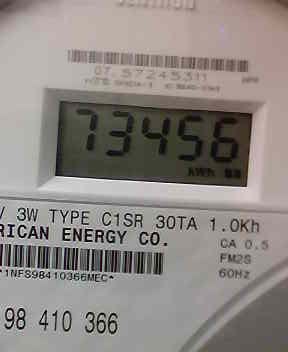 07.57245311
73456
kWh
V 3W TYPE C1SR 30TA 1.0Kh
RICAN ENERGY CO.
CA 0.5
FM2S
60Hz
*1NFS98410366MEC*
98 410 366